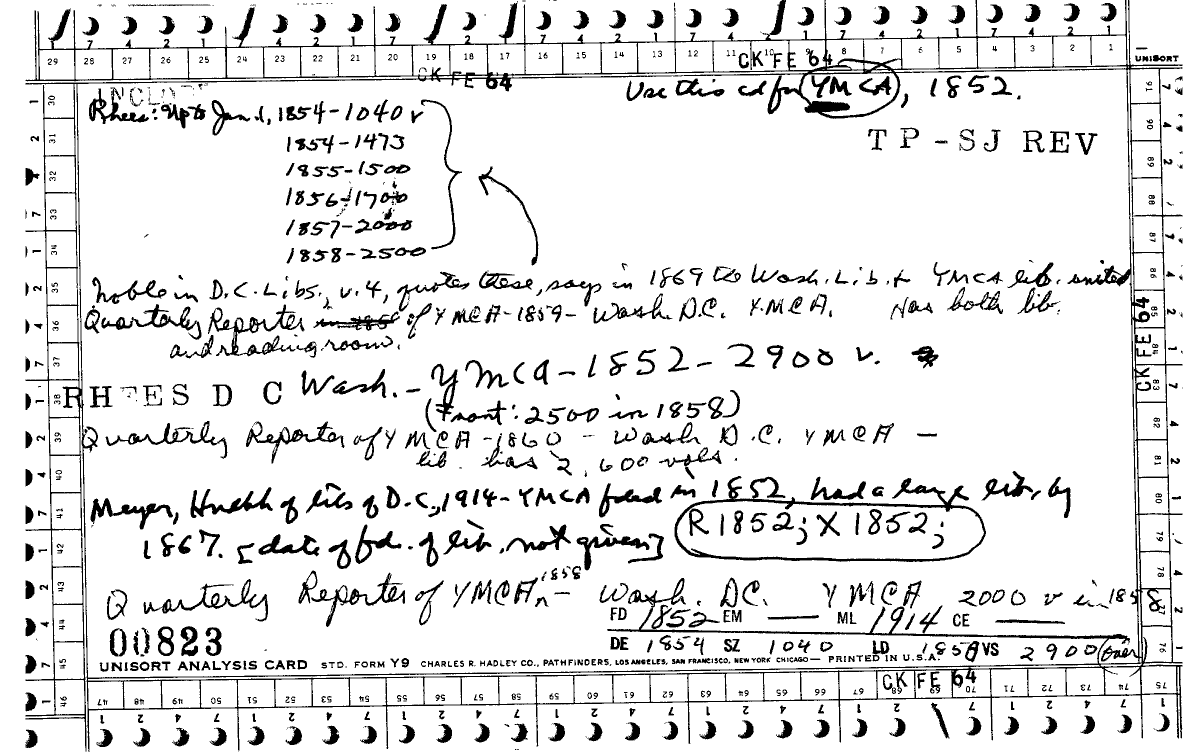 CK FE 64
CK FE 64
UNISORT
Use this cd for YMCA, 1852.
Rhees: Up to Jan. 1, 1854-1040 v
1854-1473
1855-1500
1856-1700
1857-2000
1858-2500
TP-SJ REV
Noble in D.C. Libs., v.4, quotes these, says in 1869 the Wash. Lib. & YMCA lib. united
Quarterly Reporter in 1858 of YMCA-1859- Wash. D.C. Y.M.C.A. Has both lib.
and reading room.
CK FE 64
RHEES D C Wash. - YMCA-1852-2900 v.
(Front: 2500 in 1858)
Quarterly Reporter of YMCA-1860 - Wash. D.C. YMCA -
lib. has 2,600 vols.
Meyer, Hndbk of libs of D.C., 1914-YMCA fded in 1852, had a large lib. by
1867. [date of fd. of lib. not given]
R1852; X1852;
Quarterly Reporter of YMCA 1858 - Wash. D.C. YMCA 2000 v in 1858
FD 1852 EM — ML 1914 CE —
00823
DE 1854 SZ 1040 LD 1858 VS 2900 (over)
UNISORT ANALYSIS CARD STD. FORM Y9 CHARLES R. HADLEY CO., PATHFINDERS, LOS ANGELES, SAN FRANCISCO, NEW YORK CHICAGO — PRINTED IN U.S.A.
CK FE 64